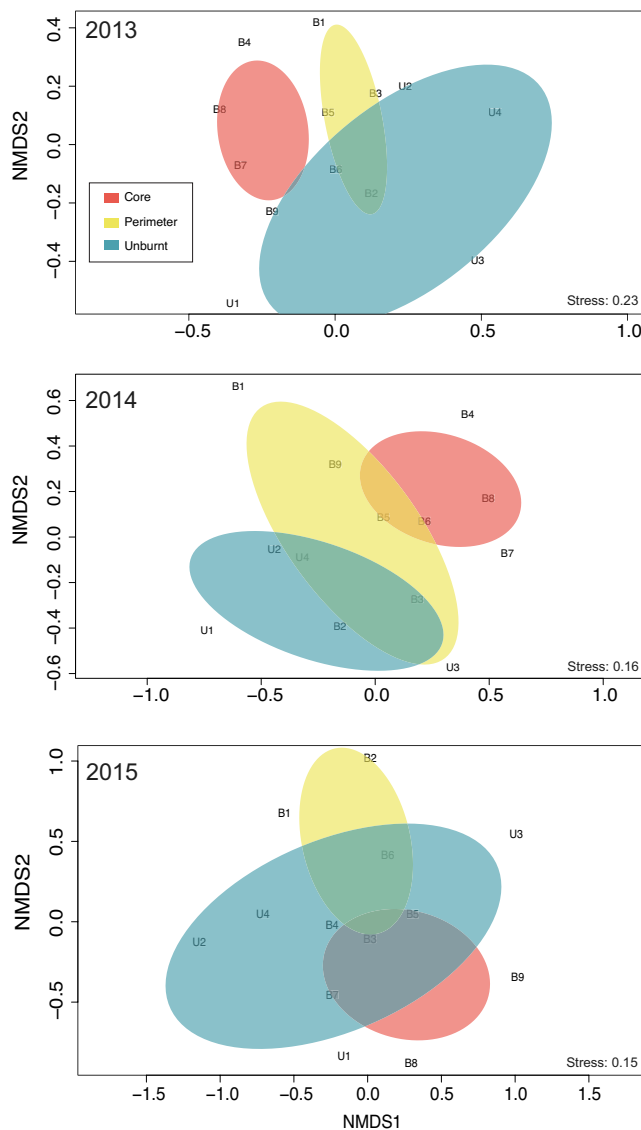 2013
NMDS2
0.4
0.2
0.0
−0.2
−0.4
B1
B4
B3
U2
B8
B5
U4
B7
B6
B2
B9
U3
U1
Core
Perimeter
Unburnt
Stress: 0.23
−0.5
0.0
0.5
1.0
2014
NMDS2
0.6
0.4
0.2
0.0
−0.2
−0.4
−0.6
B1
B4
B9
B8
B5
B6
U2
U4
B7
B3
U1
B2
U3
Stress: 0.16
−1.0
−0.5
0.0
0.5
1.0
2015
NMDS2
1.0
0.5
0.0
−0.5
B2
B1
U3
B6
U4
B5
B4
U2
B3
B9
B7
U1
B8
Stress: 0.15
−1.5
−1.0
−0.5
0.0
0.5
1.0
1.5
NMDS1